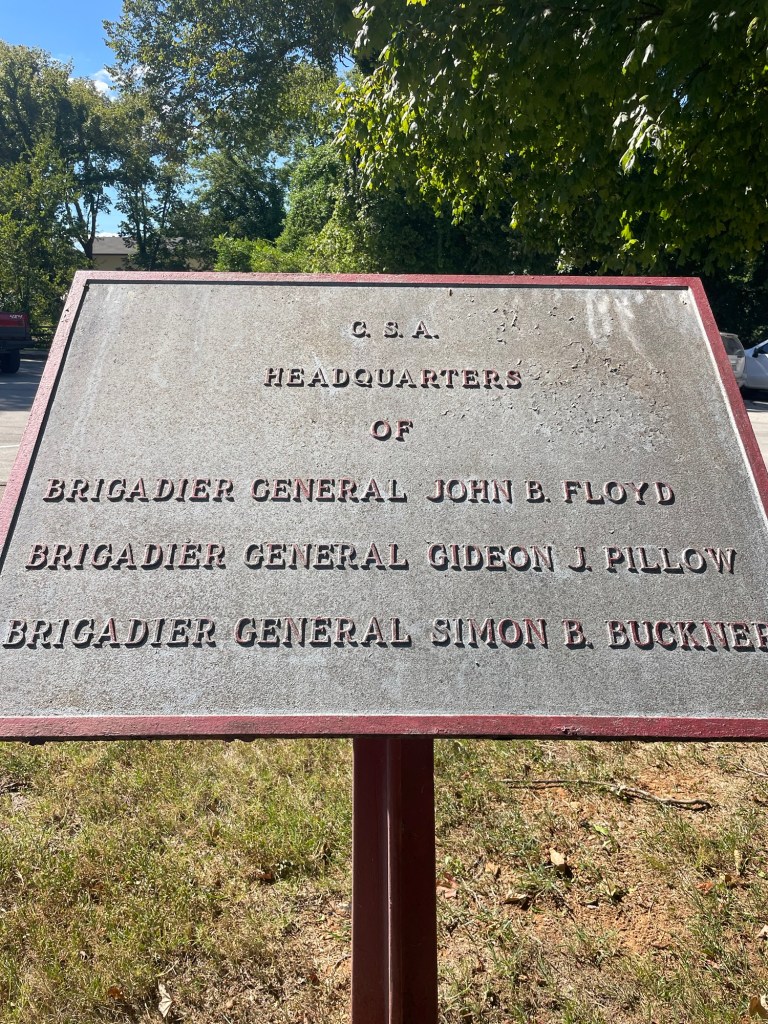 C. S. A.
HEADQUARTERS
OF
BRIGADIER GENERAL JOHN B. FLOYD
BRIGADIER GENERAL GIDEON J. PILLOW
BRIGADIER GENERAL SIMON B. BUCKNER